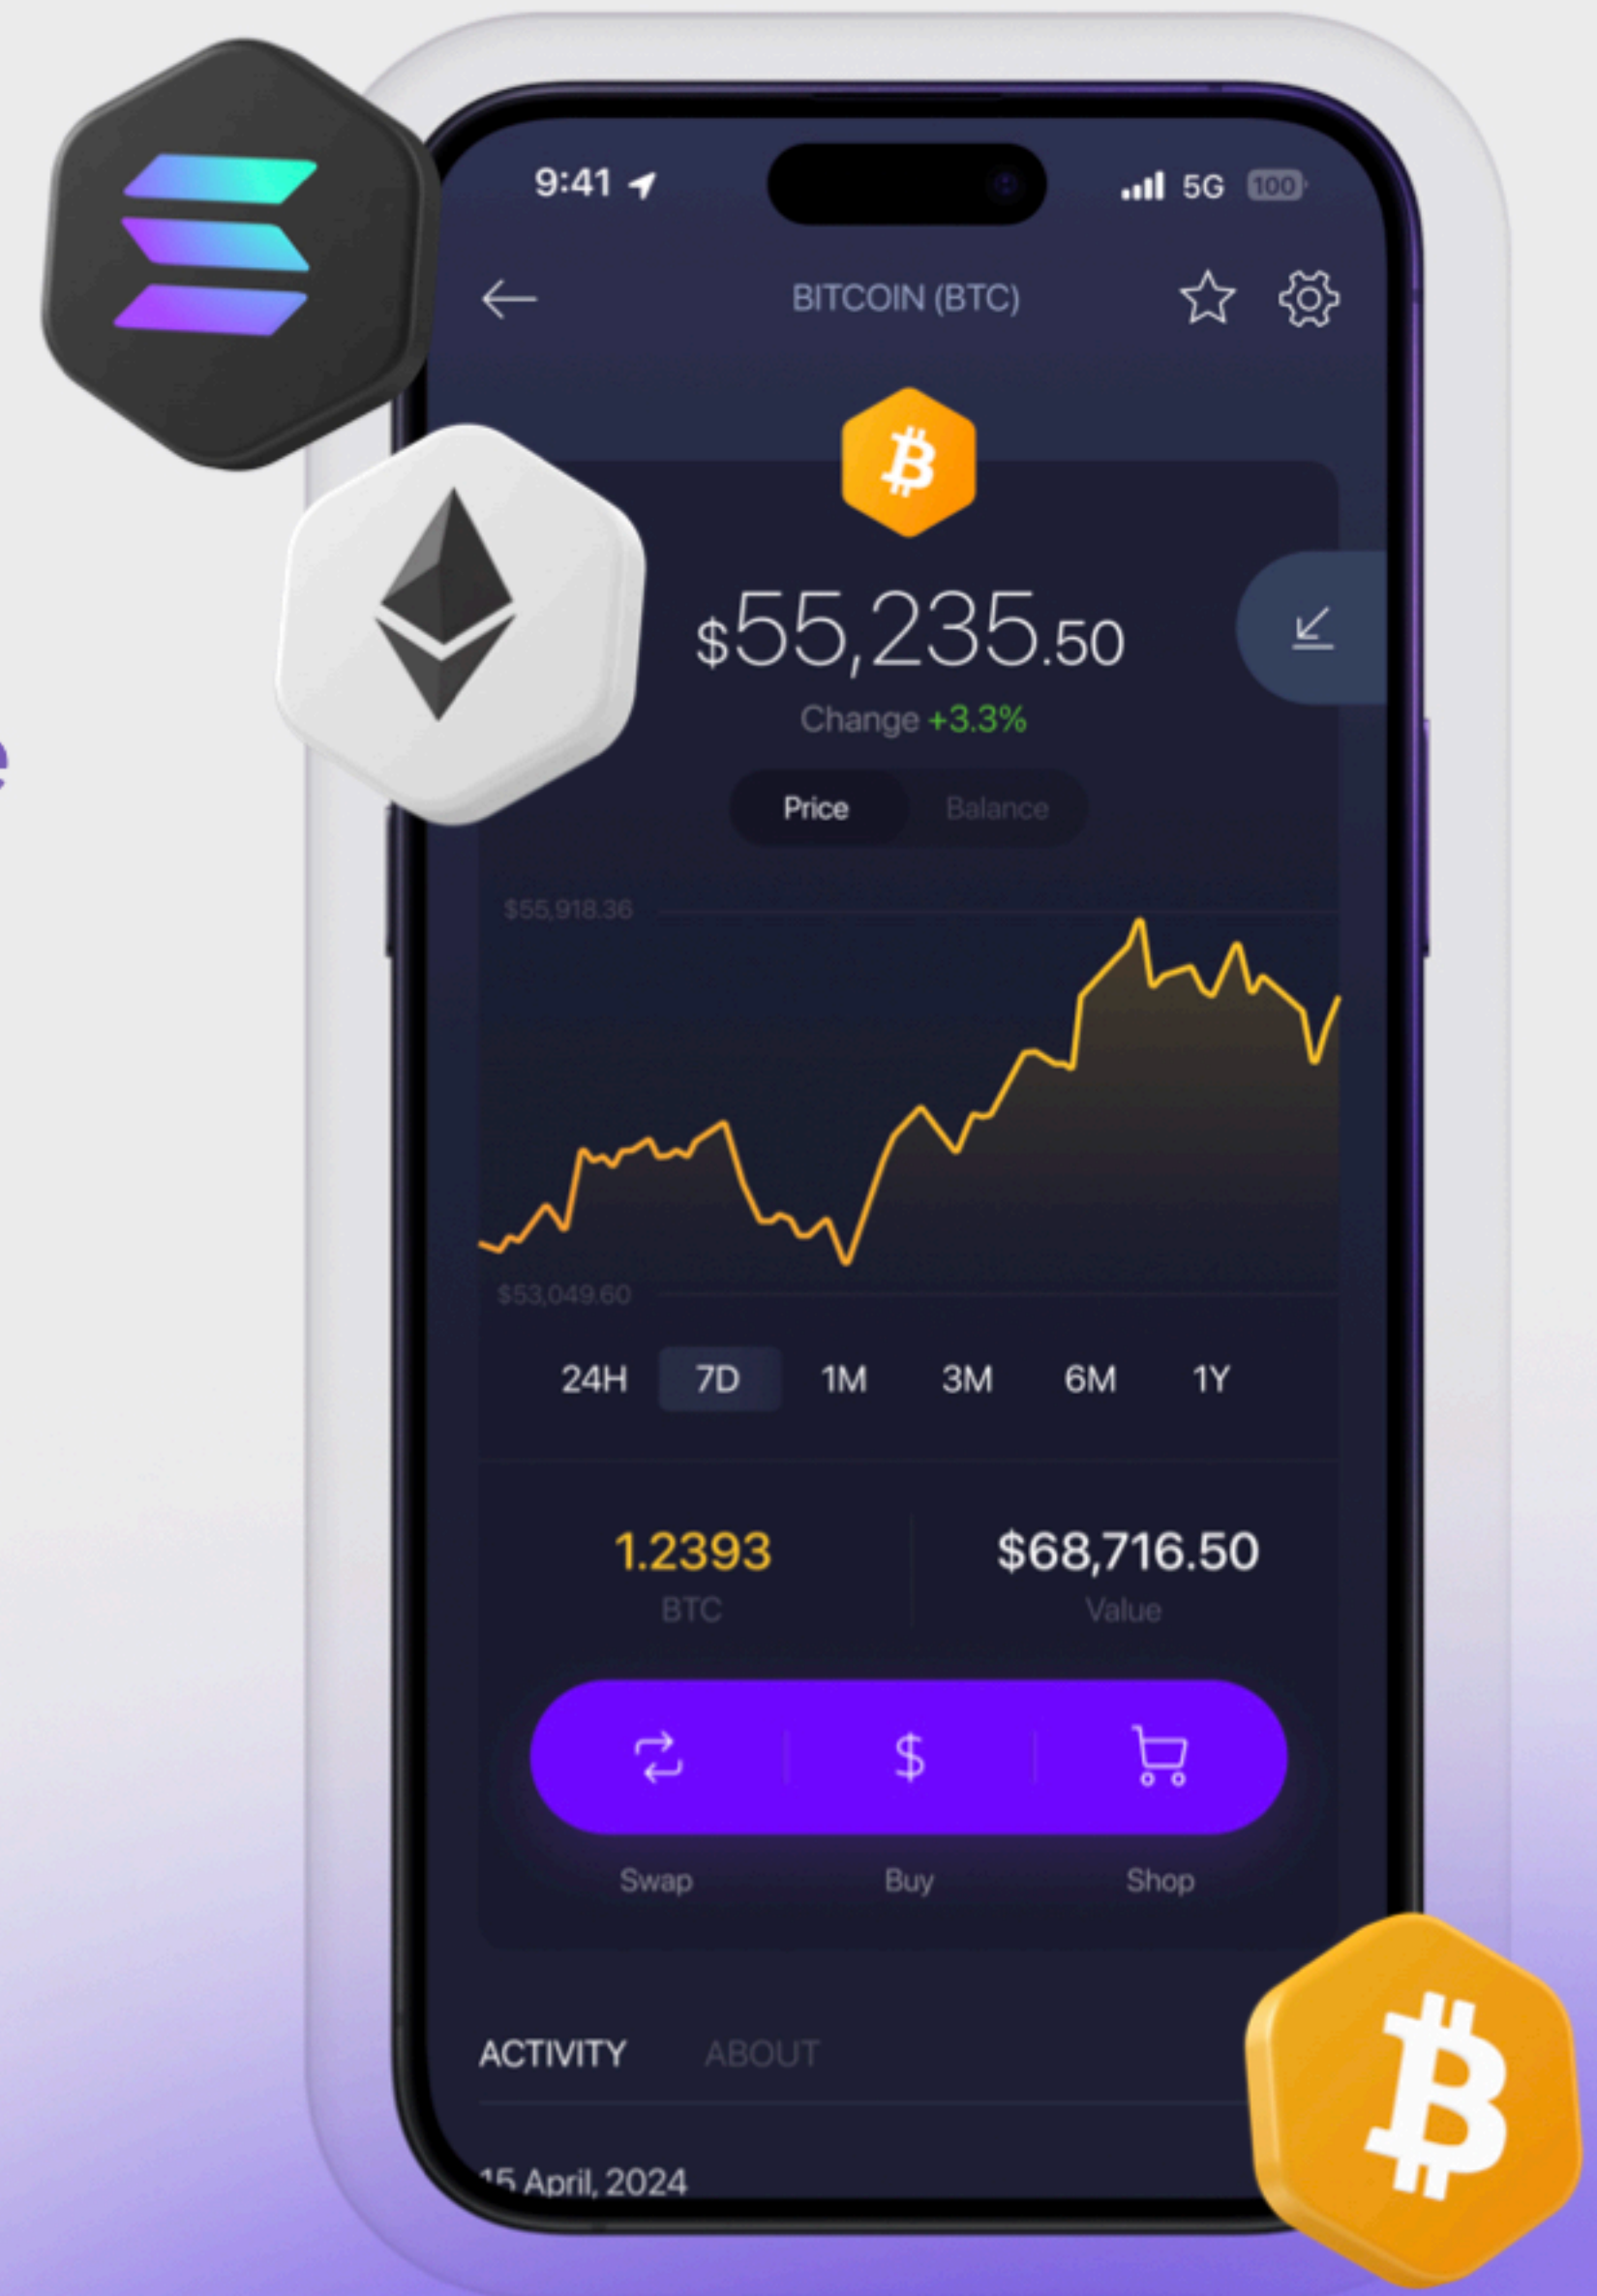 9:41 5G 100
BITCOIN (BTC)
$55,235.50
Change +3.3%
Price Balance
$55,918.36
$53,049.60
24H 7D 1M 3M 6M 1Y
1.2393 $68,716.50
BTC Value
Swap Buy Shop
ACTIVITY ABOUT
15 April, 2024